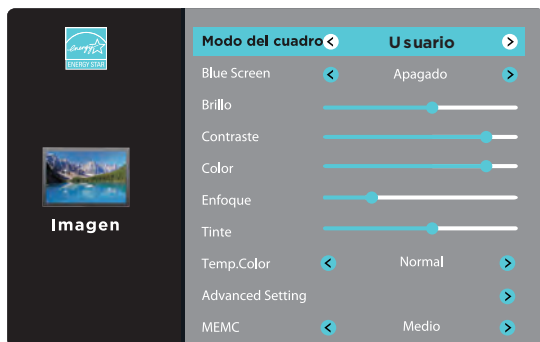 energy
ENERGY STAR
Imagen
Modo del cuadro Usuario
Blue Screen Apagado
Brillo
Contraste
Color
Enfoque
Tinte
Temp.Color Normal
Advanced Setting
MEMC Medio